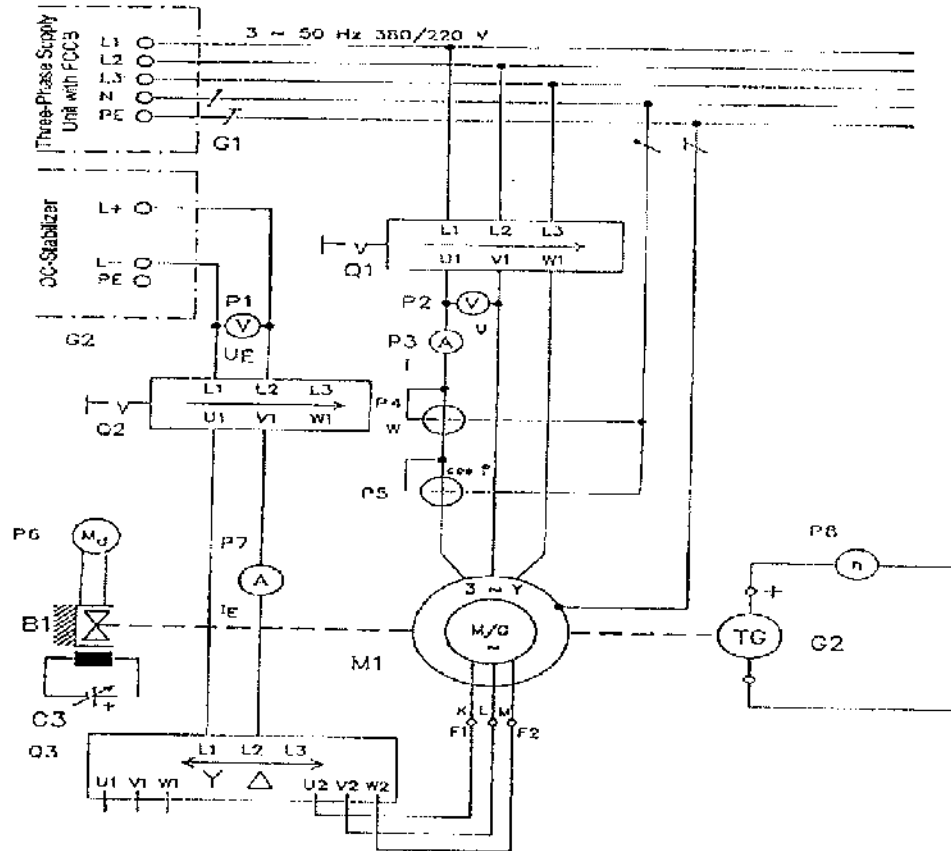 Three-Phase Supply
Unit with FCCB
L1
L2
L3
N
PE
3 ~ 50 Hz 380/220 V
G1
DC-Stabilizer
L+
L-
PE
G2
P1
V
UE
L1 L2 L3
U1 V1 W1
Q1
P2
V
U
P3
A
I
P4
W
cos φ
P5
L1 L2 L3
U1 V1 W1
Q2
P6
Md
P7
A
IE
B1
3 ~ Y
M/G
~
M1
P8
n
+
TG
G2
K L M
F1 F2
G3
+
Q3
L1 L2 L3
Y Δ
U1 V1 W1
U2 V2 W2